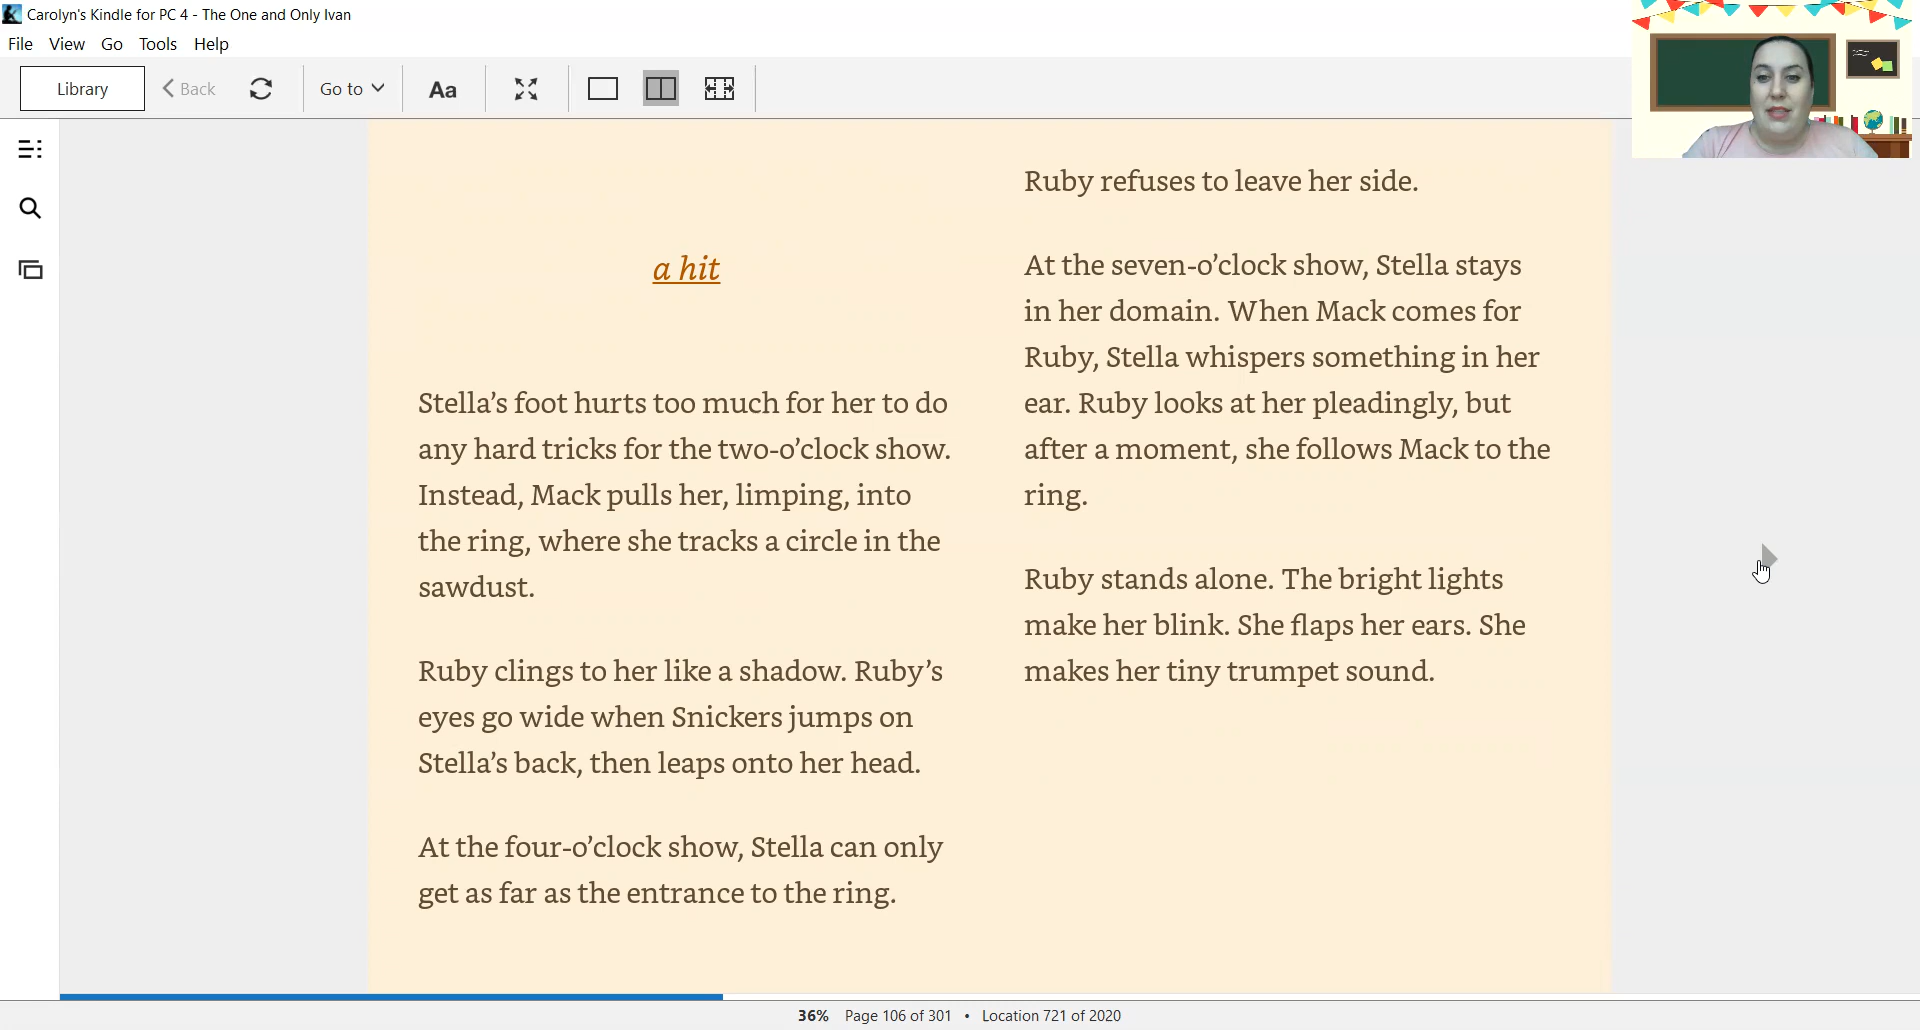 Carolyn's Kindle for PC 4 - The One and Only Ivan
File View Go Tools Help
Library Back Go to Aa
a hit
Stella’s foot hurts too much for her to do
any hard tricks for the two-o’clock show.
Instead, Mack pulls her, limping, into
the ring, where she tracks a circle in the
sawdust.
Ruby clings to her like a shadow. Ruby’s
eyes go wide when Snickers jumps on
Stella’s back, then leaps onto her head.
At the four-o’clock show, Stella can only
get as far as the entrance to the ring.
Ruby refuses to leave her side.
At the seven-o’clock show, Stella stays
in her domain. When Mack comes for
Ruby, Stella whispers something in her
ear. Ruby looks at her pleadingly, but
after a moment, she follows Mack to the
ring.
Ruby stands alone. The bright lights
make her blink. She flaps her ears. She
makes her tiny trumpet sound.
36% Page 106 of 301 • Location 721 of 2020